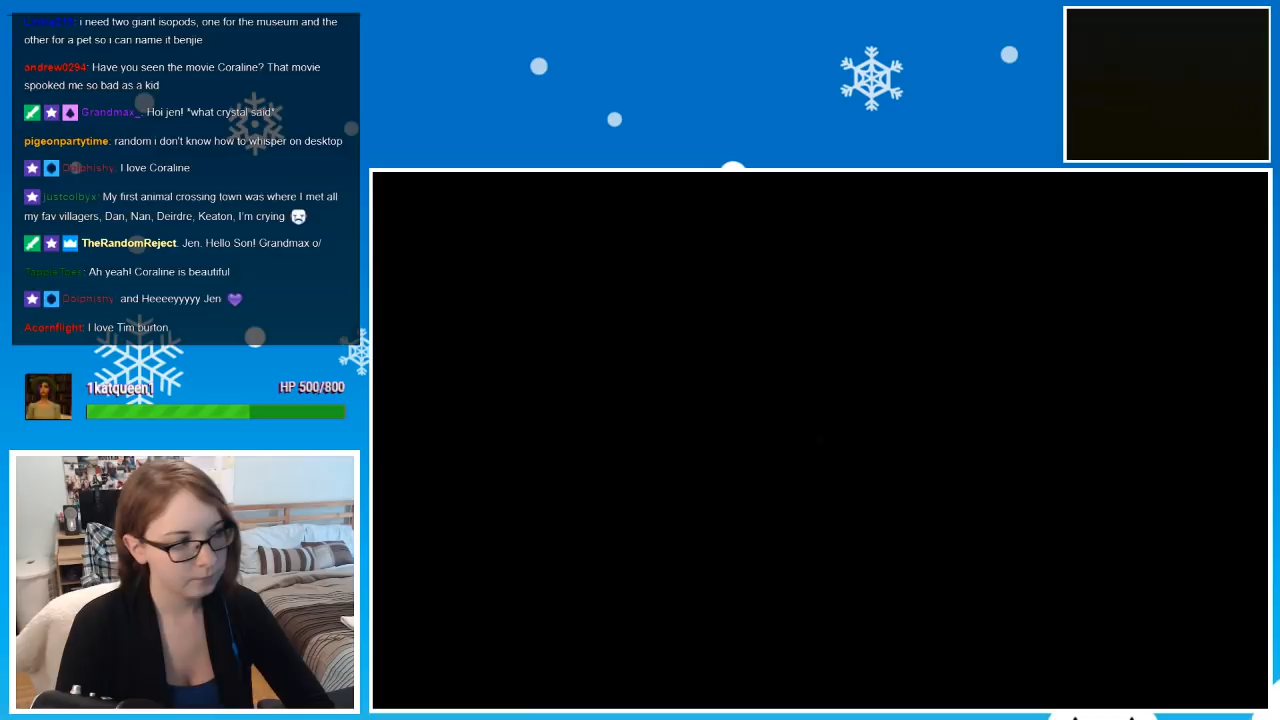 i need two giant isopods, one for the museum and the
other for a pet so i can name it benjie
andrew0294: Have you seen the movie Coraline? That movie
spooked me so bad as a kid
Grandmax_: Hoi jen! *what crystal said*
pigeonpartytime: random i don't know how to whisper on desktop
Dolphishy: I love Coraline
justcolbyx: My first animal crossing town was where I met all
my fav villagers, Dan, Nan, Deirdre, Keaton, I'm crying
TheRandomReject: Jen. Hello Son! Grandmax o/
Ah yeah! Coraline is beautiful
Dolphishy: and Heeeeyyyyy Jen
Acornflight: I love Tim burton
1katqueen1 HP 500/800